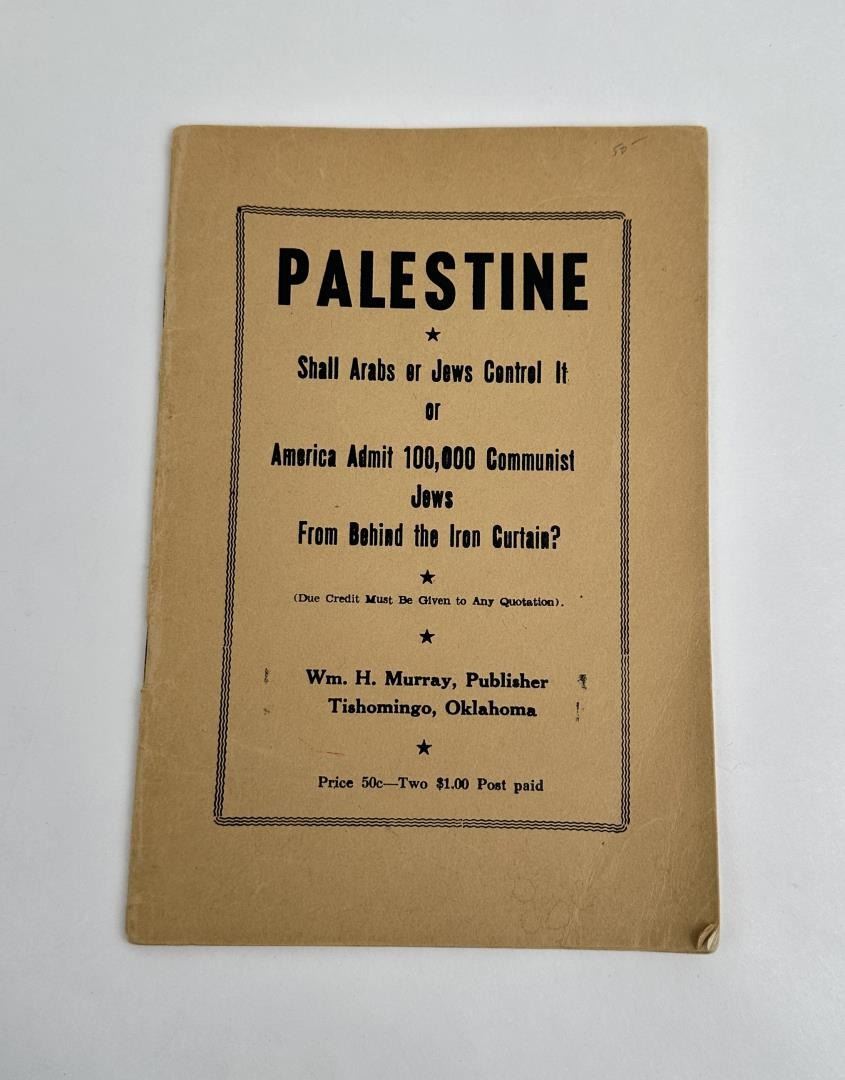 50-
PALESTINE
Shall Arabs or Jews Control It
or
America Admit 100,000 Communist
Jews
From Behind the Iron Curtain?
(Due Credit Must Be Given to Any Quotation).
Wm. H. Murray, Publisher
Tishomingo, Oklahoma
Price 50c—Two $1.00 Post paid